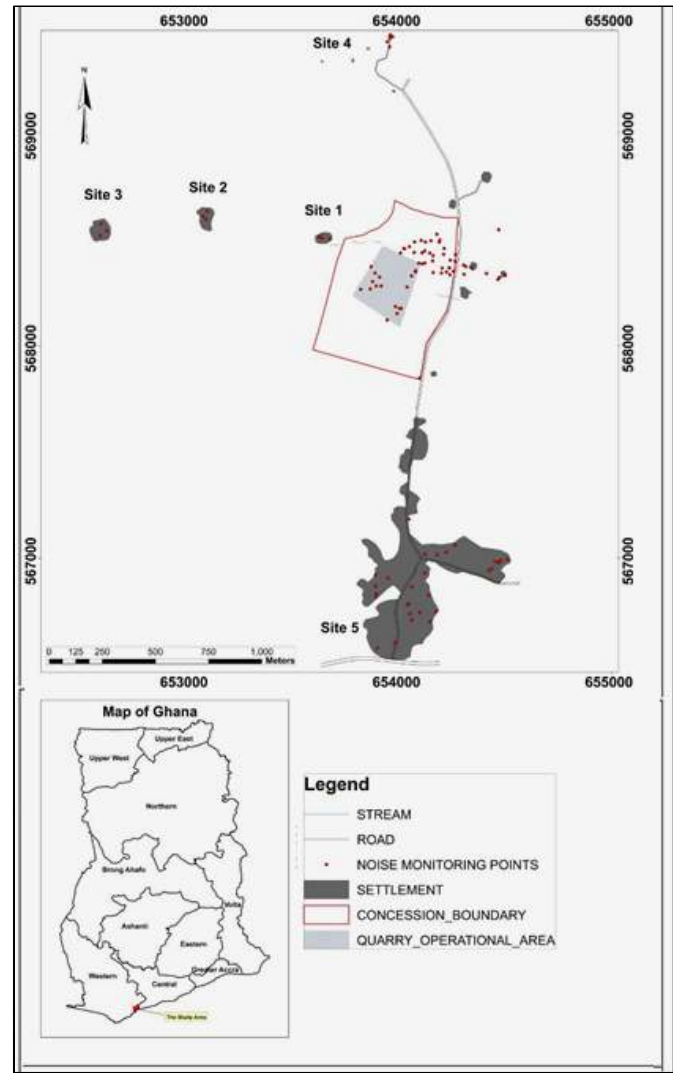 653000 654000 655000
Site 4
N
569000
569000
Site 3
Site 2
Site 1
568000
568000
567000
567000
Site 5
0 125 250 500 750 1,000
Meters
653000 654000 655000
Map of Ghana
Upper East
Upper West
Northern
Brong Ahafo
Volta
Ashanti
Eastern
Greater Accra
Western
Central
The Study Area
Legend
STREAM
ROAD
NOISE MONITORING POINTS
SETTLEMENT
CONCESSION_BOUNDARY
QUARRY_OPERATIONAL_AREA